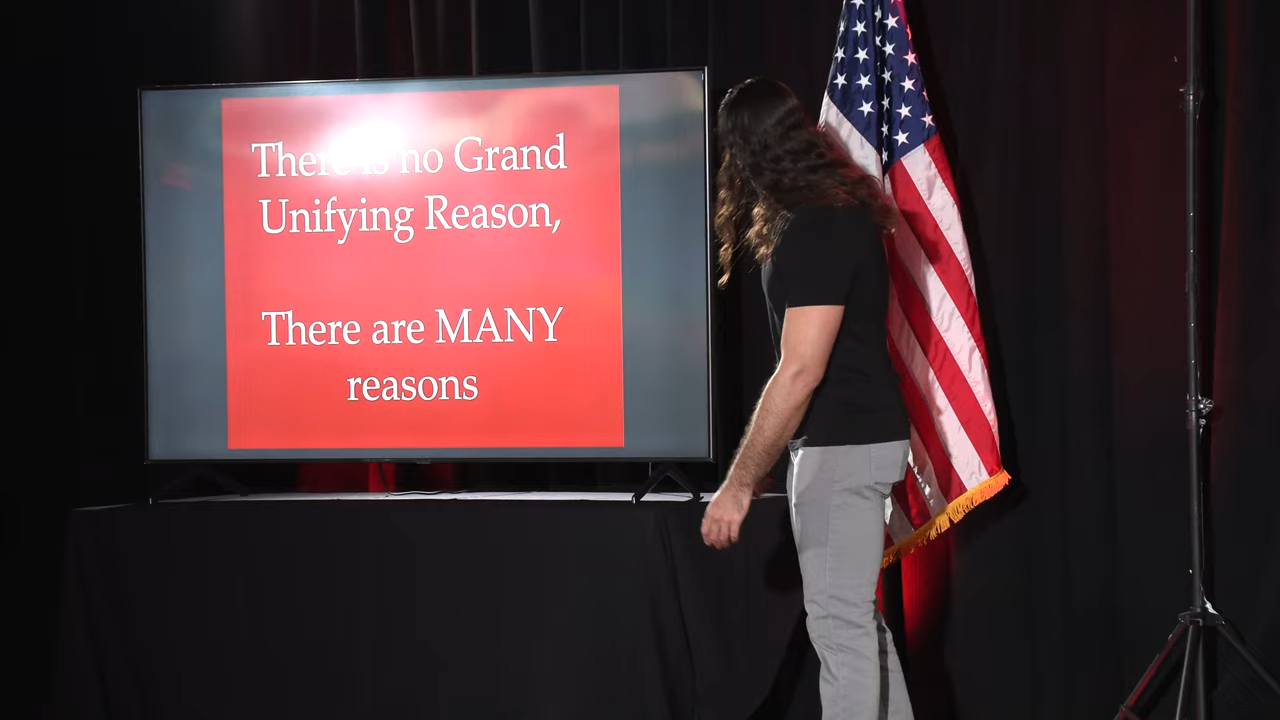 There is no Grand
Unifying Reason,
There are MANY
reasons